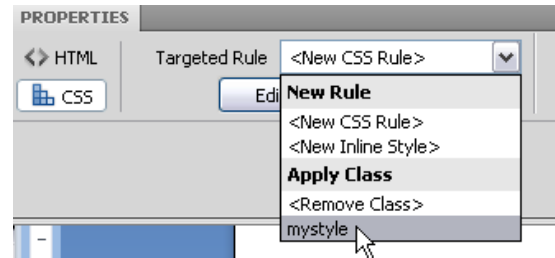 PROPERTIES
<> HTML
Targeted Rule
<New CSS Rule>
CSS
Edi
New Rule
<New CSS Rule>
<New Inline Style>
Apply Class
<Remove Class>
mystyle